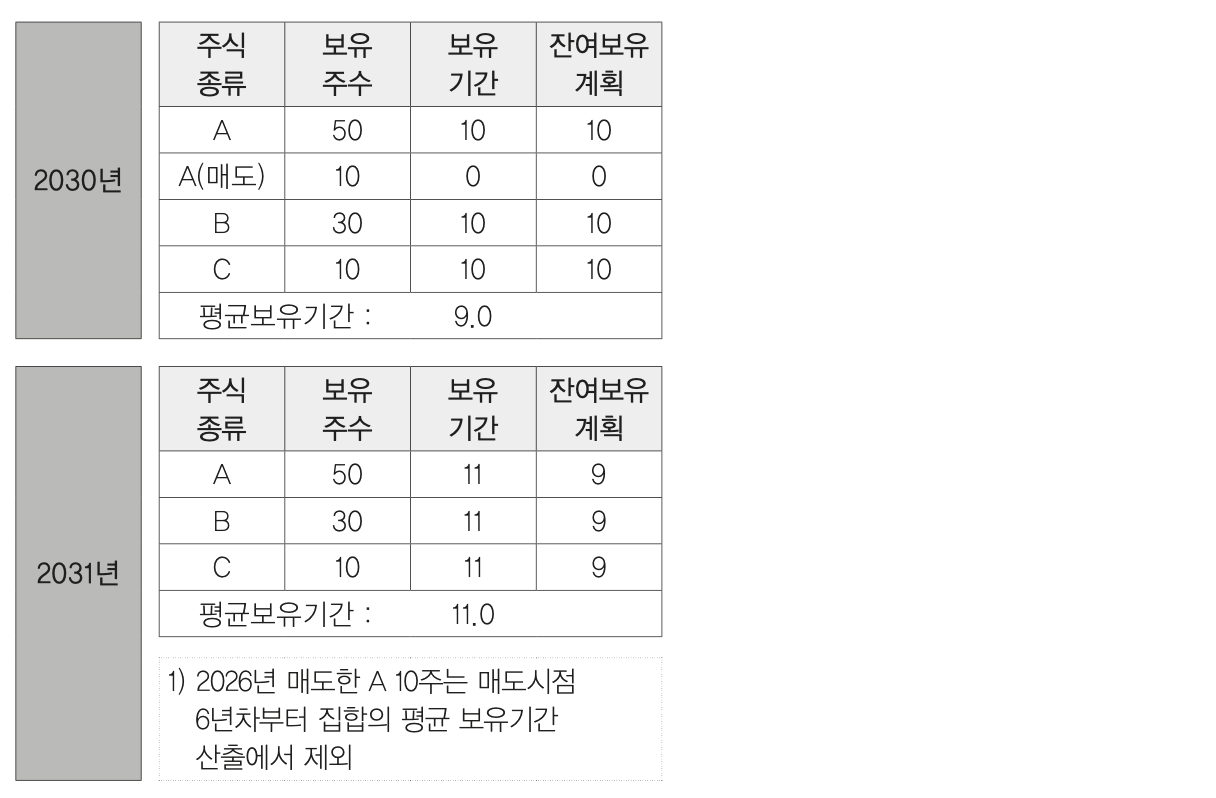 2030년
주식 종류 보유 주수 보유 기간 잔여보유 계획
A 50 10 10
A(매도) 10 0 0
B 30 10 10
C 10 10 10
평균보유기간 : 9.0
2031년
주식 종류 보유 주수 보유 기간 잔여보유 계획
A 50 11 9
B 30 11 9
C 10 11 9
평균보유기간 : 11.0
1) 2026년 매도한 A 10주는 매도시점
6년차부터 집합의 평균 보유기간
산출에서 제외